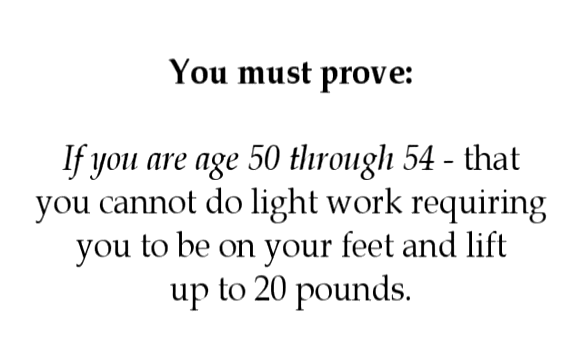 You must prove:
If you are age 50 through 54 - that
you cannot do light work requiring
you to be on your feet and lift
up to 20 pounds.